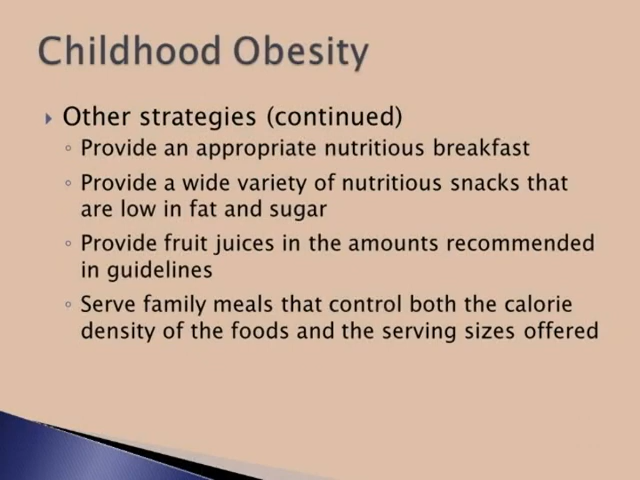 Childhood Obesity
Other strategies (continued)
Provide an appropriate nutritious breakfast
Provide a wide variety of nutritious snacks that
are low in fat and sugar
Provide fruit juices in the amounts recommended
in guidelines
Serve family meals that control both the calorie
density of the foods and the serving sizes offered